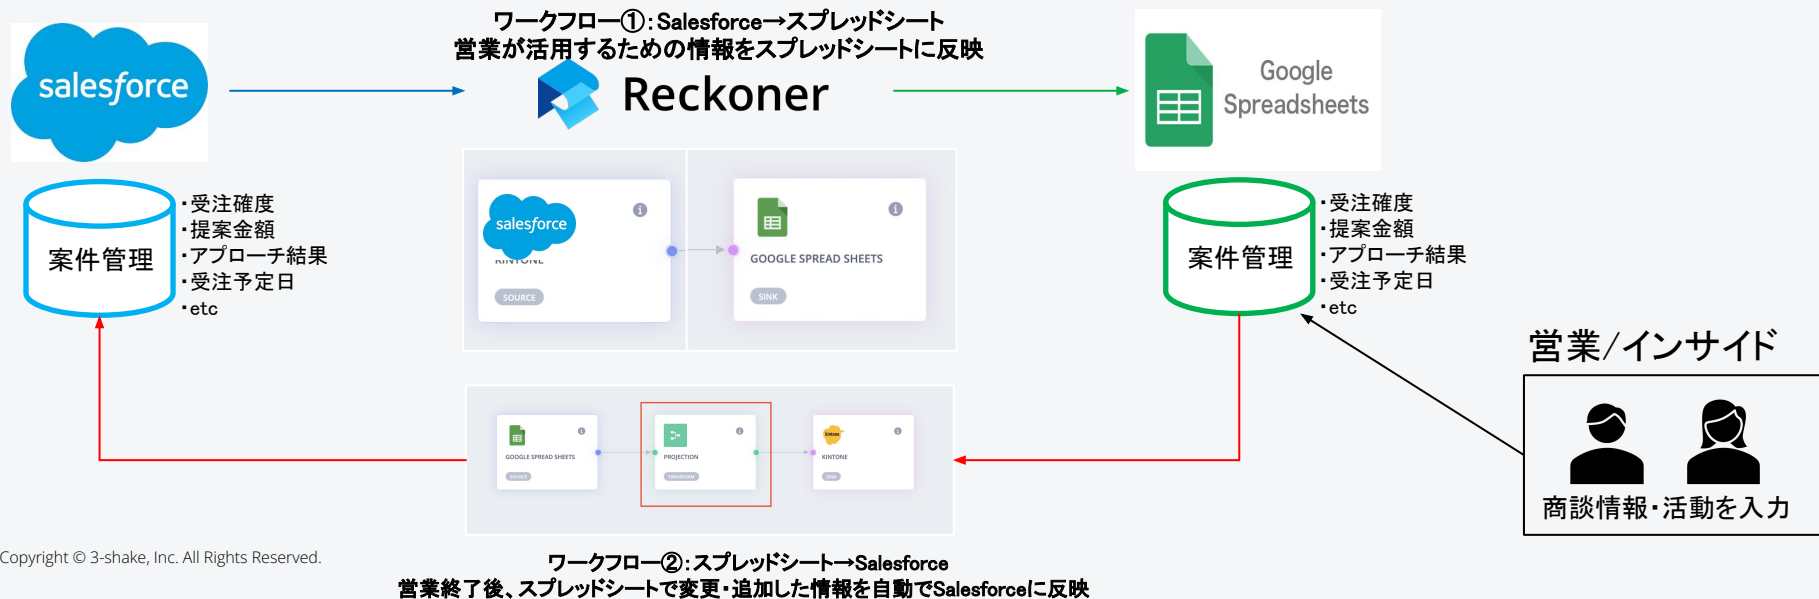 ワークフロー①：Salesforce→スプレッドシート
営業が活用するための情報をスプレッドシートに反映
salesforce
Reckoner
Google
Spreadsheets
案件管理
・受注確度
・提案金額
・アプローチ結果
・受注予定日
・etc
salesforce
KINTONE
SOURCE
GOOGLE SPREAD SHEETS
SINK
案件管理
・受注確度
・提案金額
・アプローチ結果
・受注予定日
・etc
営業/インサイド
商談情報・活動を入力
GOOGLE SPREAD SHEETS
SOURCE
PROJECTION
TRANSFORM
kintone
KINTONE
SINK
Copyright © 3-shake, Inc. All Rights Reserved.
ワークフロー②：スプレッドシート→Salesforce
営業終了後、スプレッドシートで変更・追加した情報を自動でSalesforceに反映